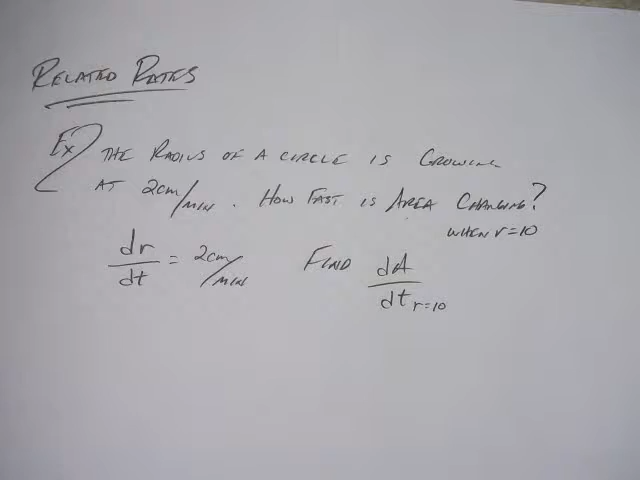 RELATED RATES
Ex) THE RADIUS OF A CIRCLE IS GROWING
AT 2cm/MIN. HOW FAST IS AREA CHANGING?
WHEN r=10
dr/dt = 2cm/MIN FIND dA/dt r=10